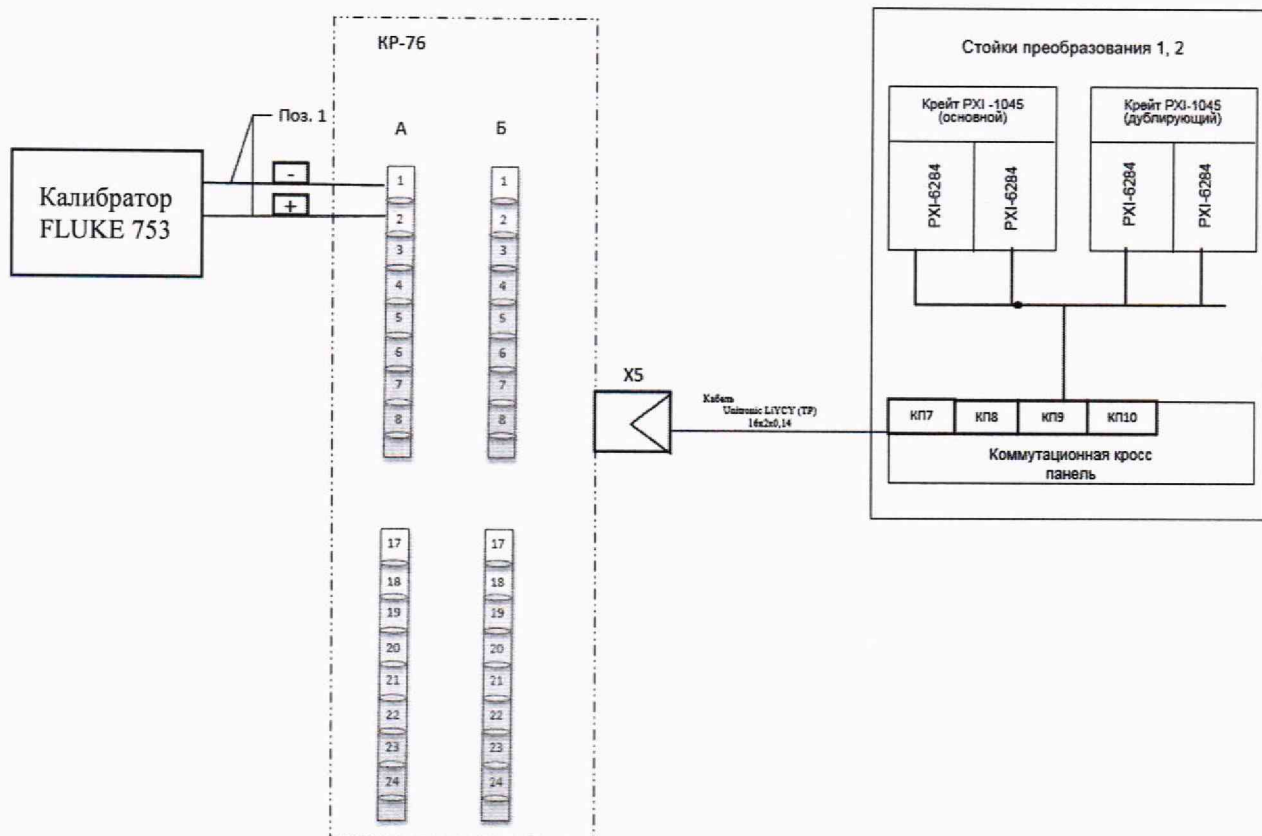 КР-76
Стойки преобразования 1, 2
Крейт PXI -1045
(основной)
Крейт PXI-1045
(дублирующий)
PXI-6284
PXI-6284
PXI-6284
PXI-6284
Поз. 1
А
Б
-
+
Калибратор
FLUKE 753
1
2
3
4
5
6
7
8
1
2
3
4
5
6
7
8
X5
Кабель
Unitronic LiYCY (TP)
16x2x0,14
КП7
КП8
КП9
КП10
Коммутационная кросс
панель
17
18
19
20
21
22
23
24
17
18
19
20
21
22
23
24